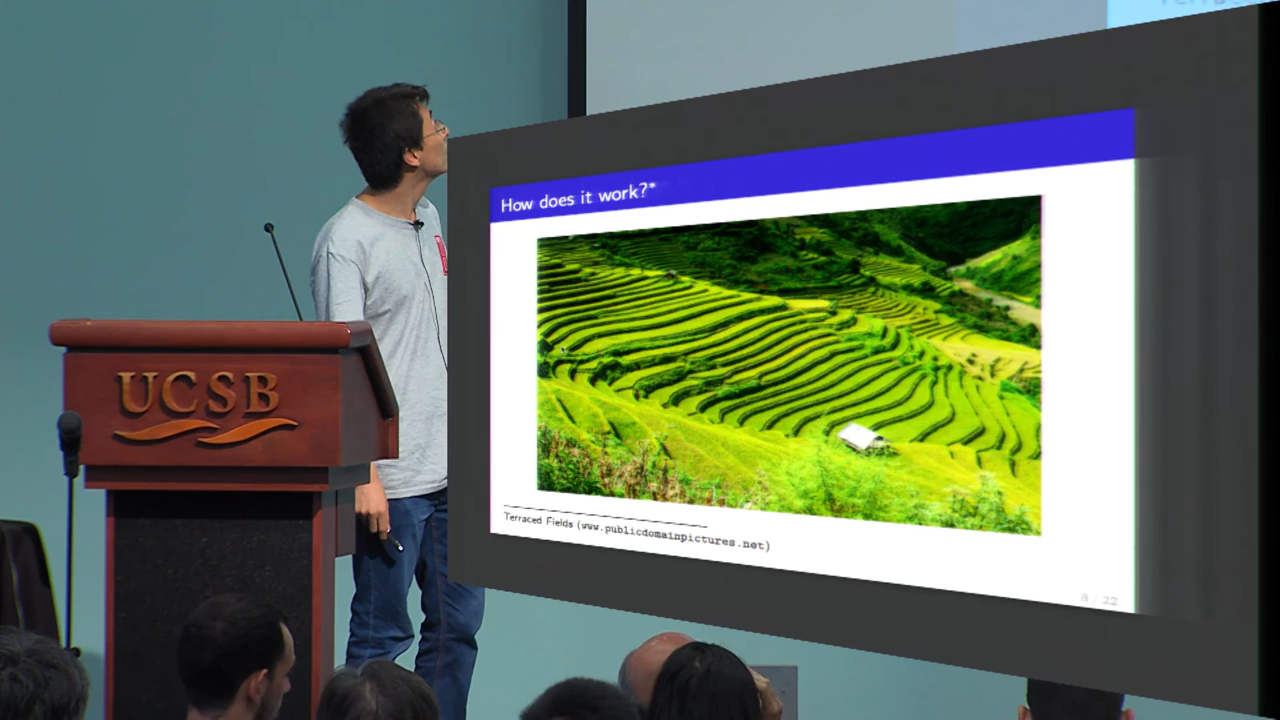 How does it work?*
UCSB
Terraced Fields (www.publicdomainpictures.net)
8 / 22